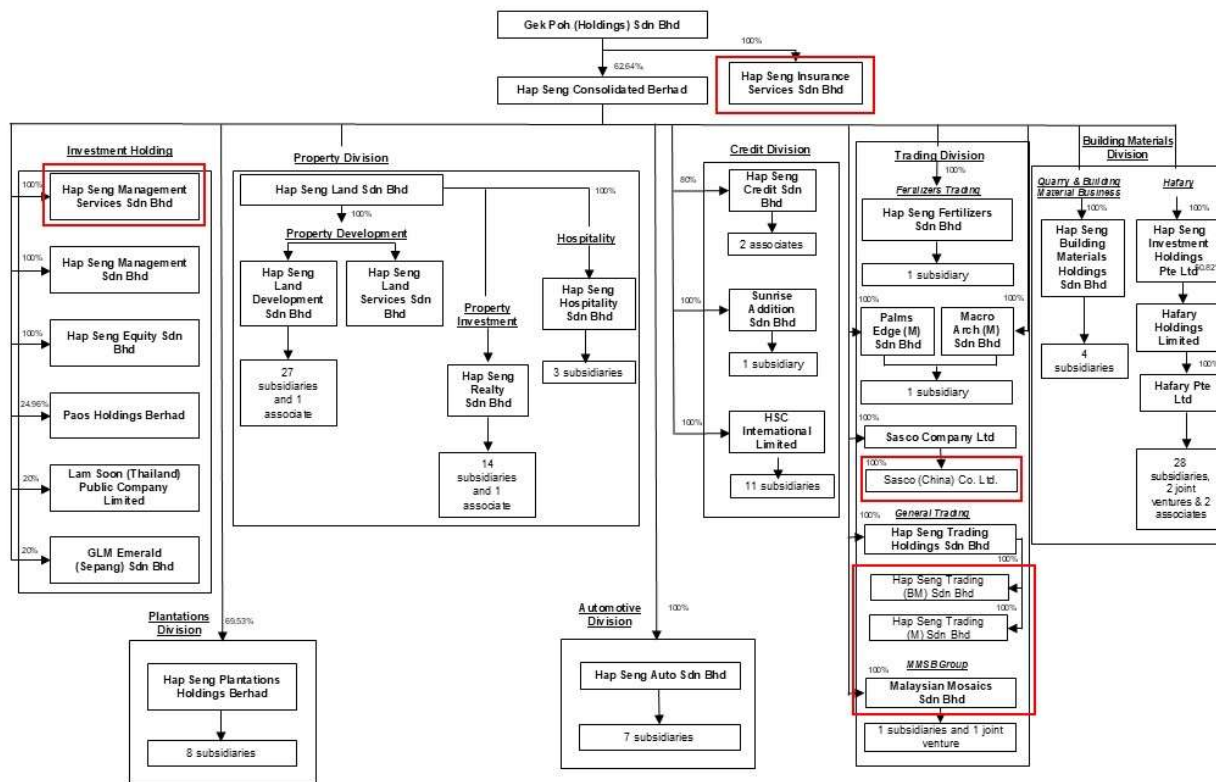 Gek Poh (Holdings) Sdn Bhd
100%
62.64%
Hap Seng Consolidated Berhad
Hap Seng Insurance
Services Sdn Bhd
Investment Holding
100%
Hap Seng Management
Services Sdn Bhd
100%
Hap Seng Management
Sdn Bhd
100%
Hap Seng Equity Sdn
Bhd
24.96%
Paos Holdings Berhad
20%
Lam Soon (Thailand)
Public Company
Limited
20%
GLM Emerald
(Sepang) Sdn Bhd
Property Division
Hap Seng Land Sdn Bhd
100%
100%
Property Development
Hap Seng
Land
Development
Sdn Bhd
Hap Seng
Land
Services Sdn
Bhd
27
subsidiaries
and 1
associate
Property
Investment
Hap Seng
Realty
Sdn Bhd
14
subsidiaries
and 1
associate
Hospitality
Hap Seng
Hospitality
Sdn Bhd
3 subsidiaries
Plantations
Division
69.53%
Hap Seng Plantations
Holdings Berhad
8 subsidiaries
Automotive
Division
100%
Hap Seng Auto Sdn Bhd
7 subsidiaries
Credit Division
80%
Hap Seng
Credit Sdn
Bhd
2 associates
100%
Sunrise
Addition
Sdn Bhd
1 subsidiary
100%
HSC
International
Limited
11 subsidiaries
Trading Division
100%
Fertilizers Trading
Hap Seng Fertilizers
Sdn Bhd
1 subsidiary
100%
Palms
Edge (M)
Sdn Bhd
100%
Macro
Arch (M)
Sdn Bhd
1 subsidiary
100%
Sasco Company Ltd
100%
Sasco (China) Co. Ltd.
General Trading
100%
Hap Seng Trading
Holdings Sdn Bhd
100%
Hap Seng Trading
(BM) Sdn Bhd
100%
Hap Seng Trading
(M) Sdn Bhd
MMSB Group
100%
Malaysian Mosaics
Sdn Bhd
1 subsidiaries and 1 joint
venture
Building Materials
Division
Quarry & Building
Material Business
100%
Hap Seng
Building
Materials
Holdings
Sdn Bhd
4
subsidiaries
Hafary
100%
Hap Seng
Investment
Holdings
Pte Ltd
Hafary
Holdings
Limited
100%
Hafary Pte
Ltd
28
subsidiaries,
2 joint
ventures & 2
associates